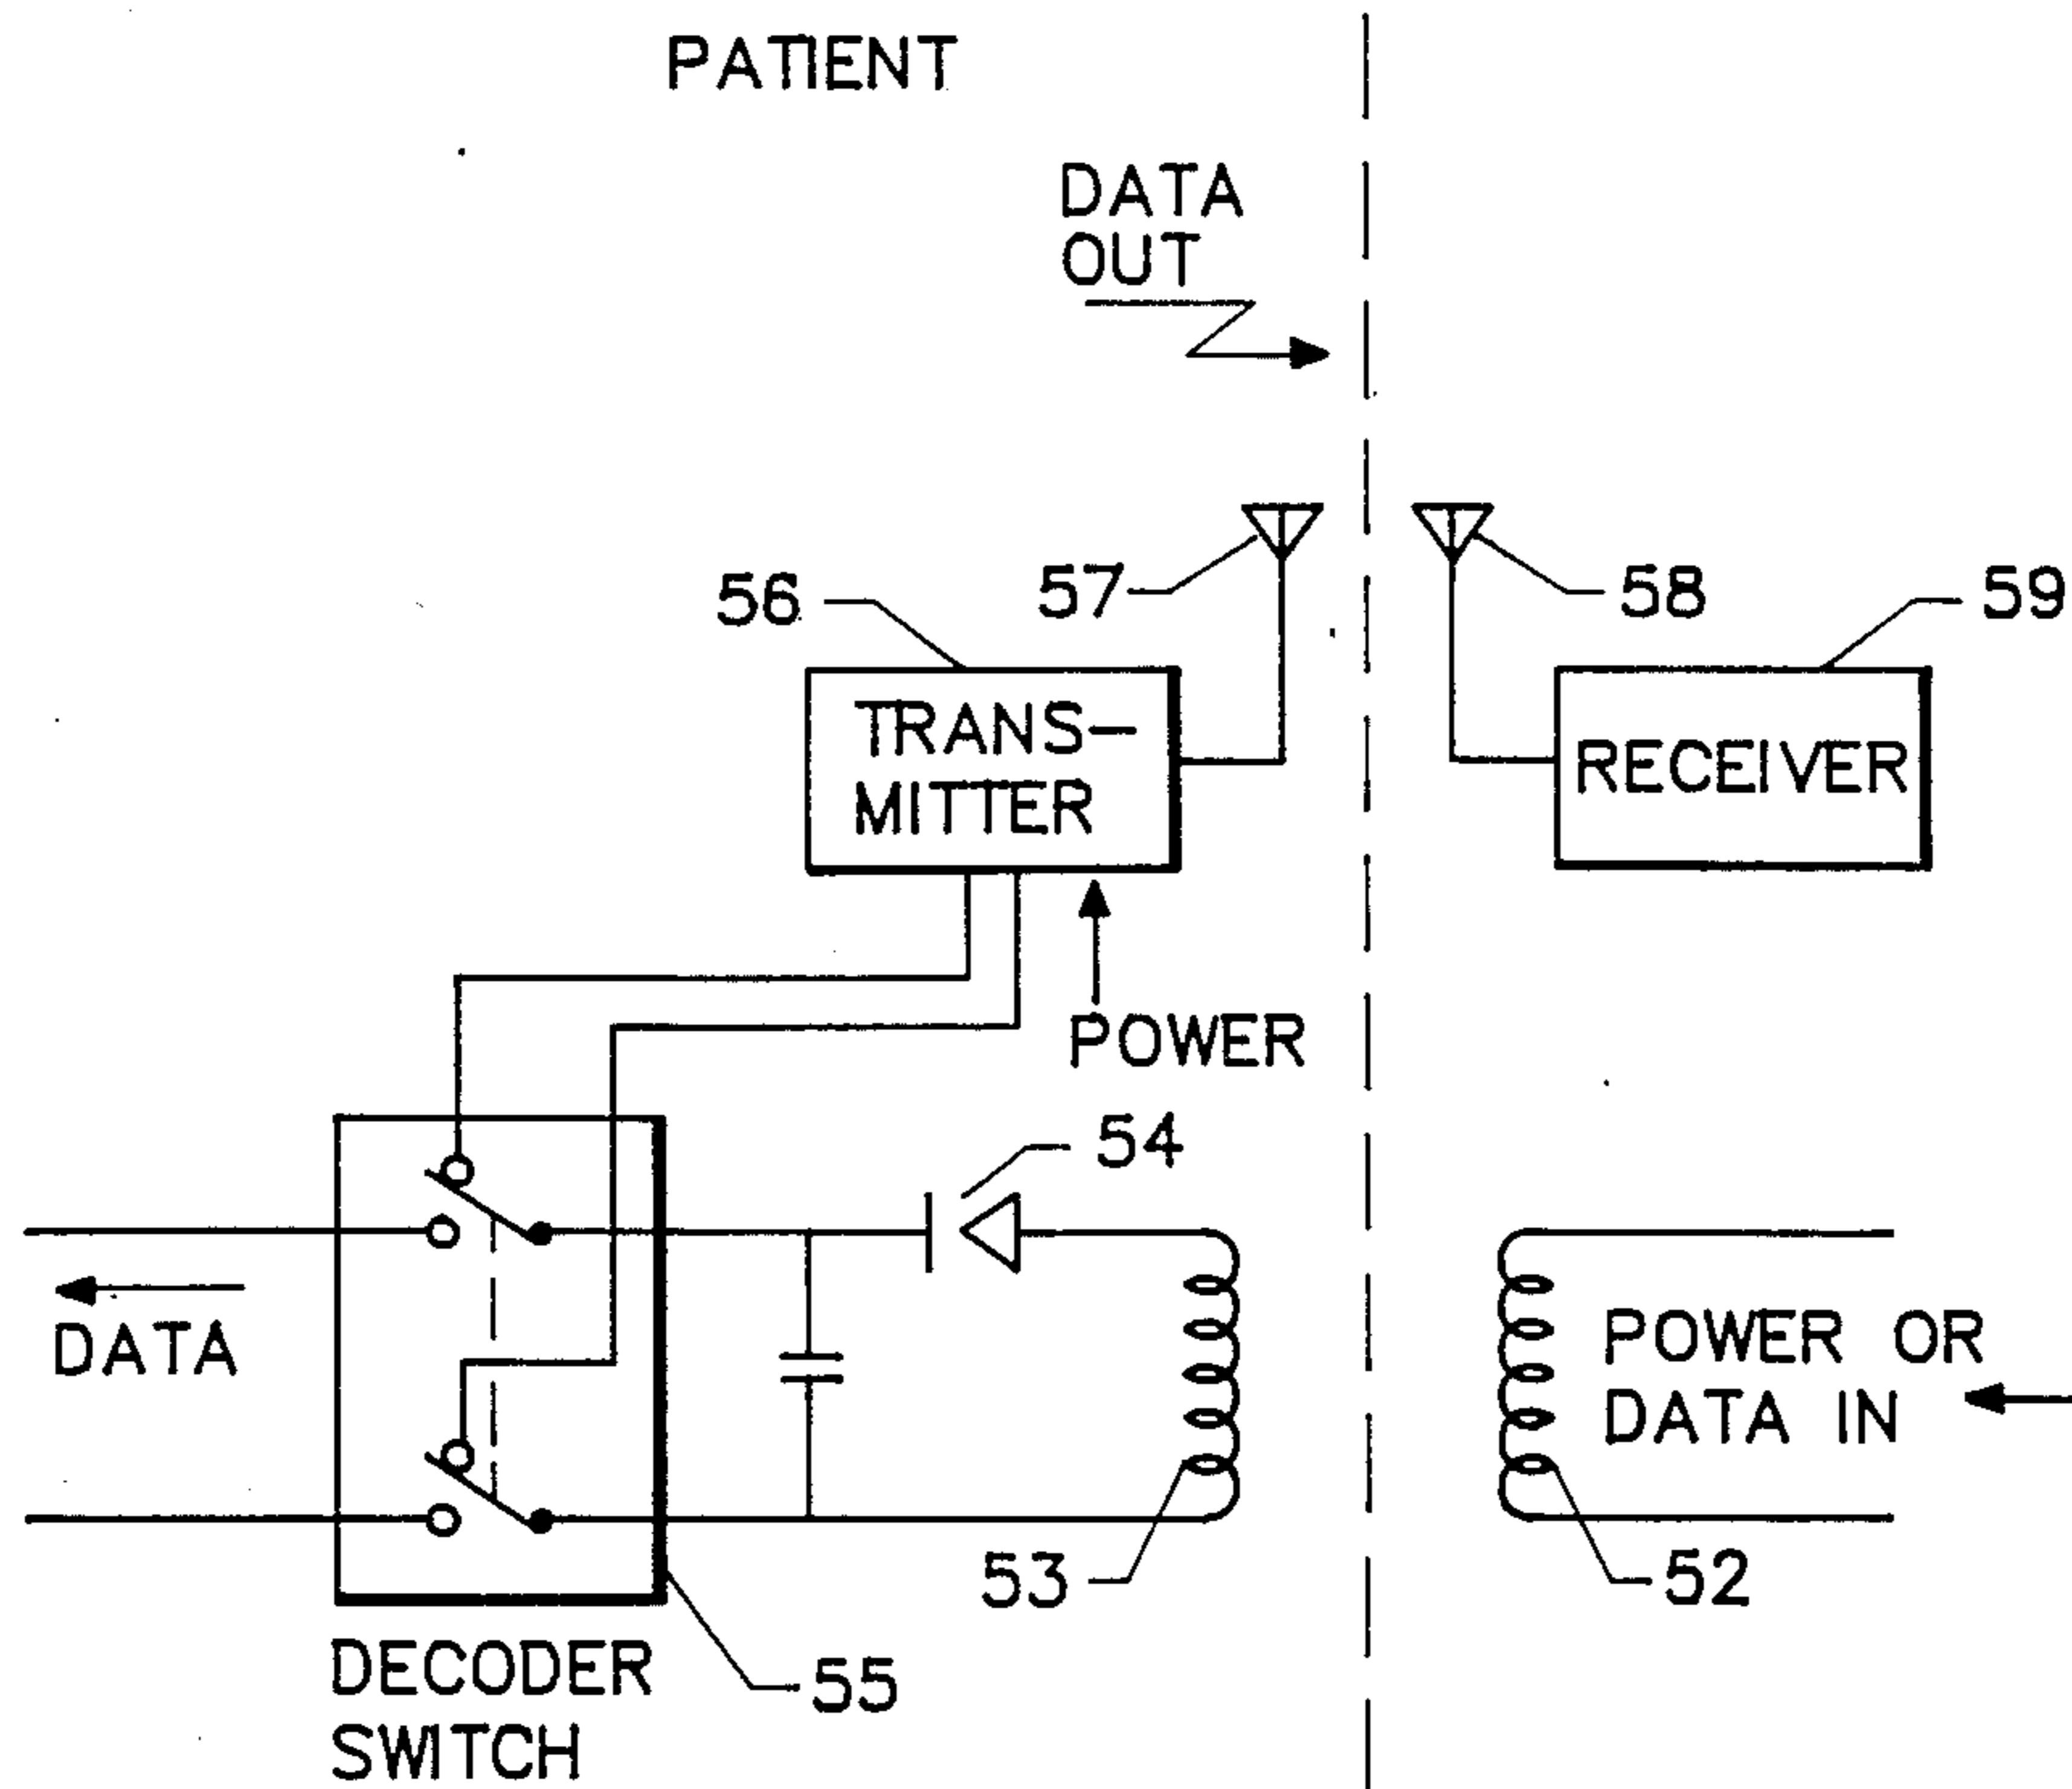 PATIENT
DATA
OUT
56
57
58
59
TRANS-
MITTER
RECEIVER
POWER
54
DATA
POWER OR
DATA IN
53
52
DECODER
SWITCH
55